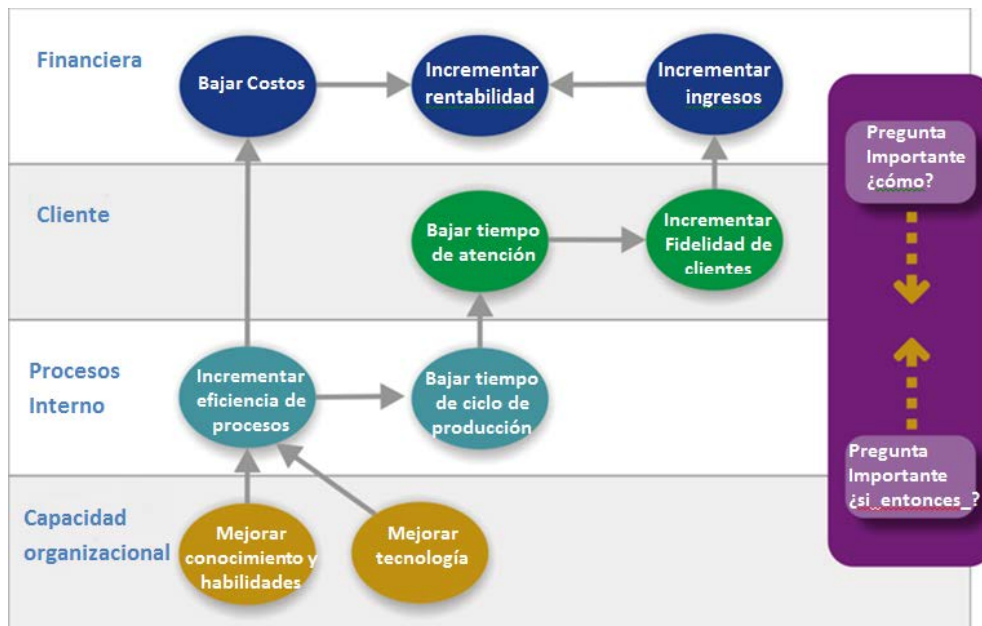 Financiera
Bajar Costos
Incrementar
rentabilidad
Incrementar
ingresos
Pregunta
Importante
¿cómo?
Cliente
Bajar tiempo
de atención
Incrementar
Fidelidad de
clientes
Procesos
Interno
Incrementar
eficiencia de
procesos
Bajar tiempo
de ciclo de
producción
Pregunta
Importante
¿si_entonces_?
Capacidad
organizacional
Mejorar
conocimiento y
habilidades
Mejorar
tecnología